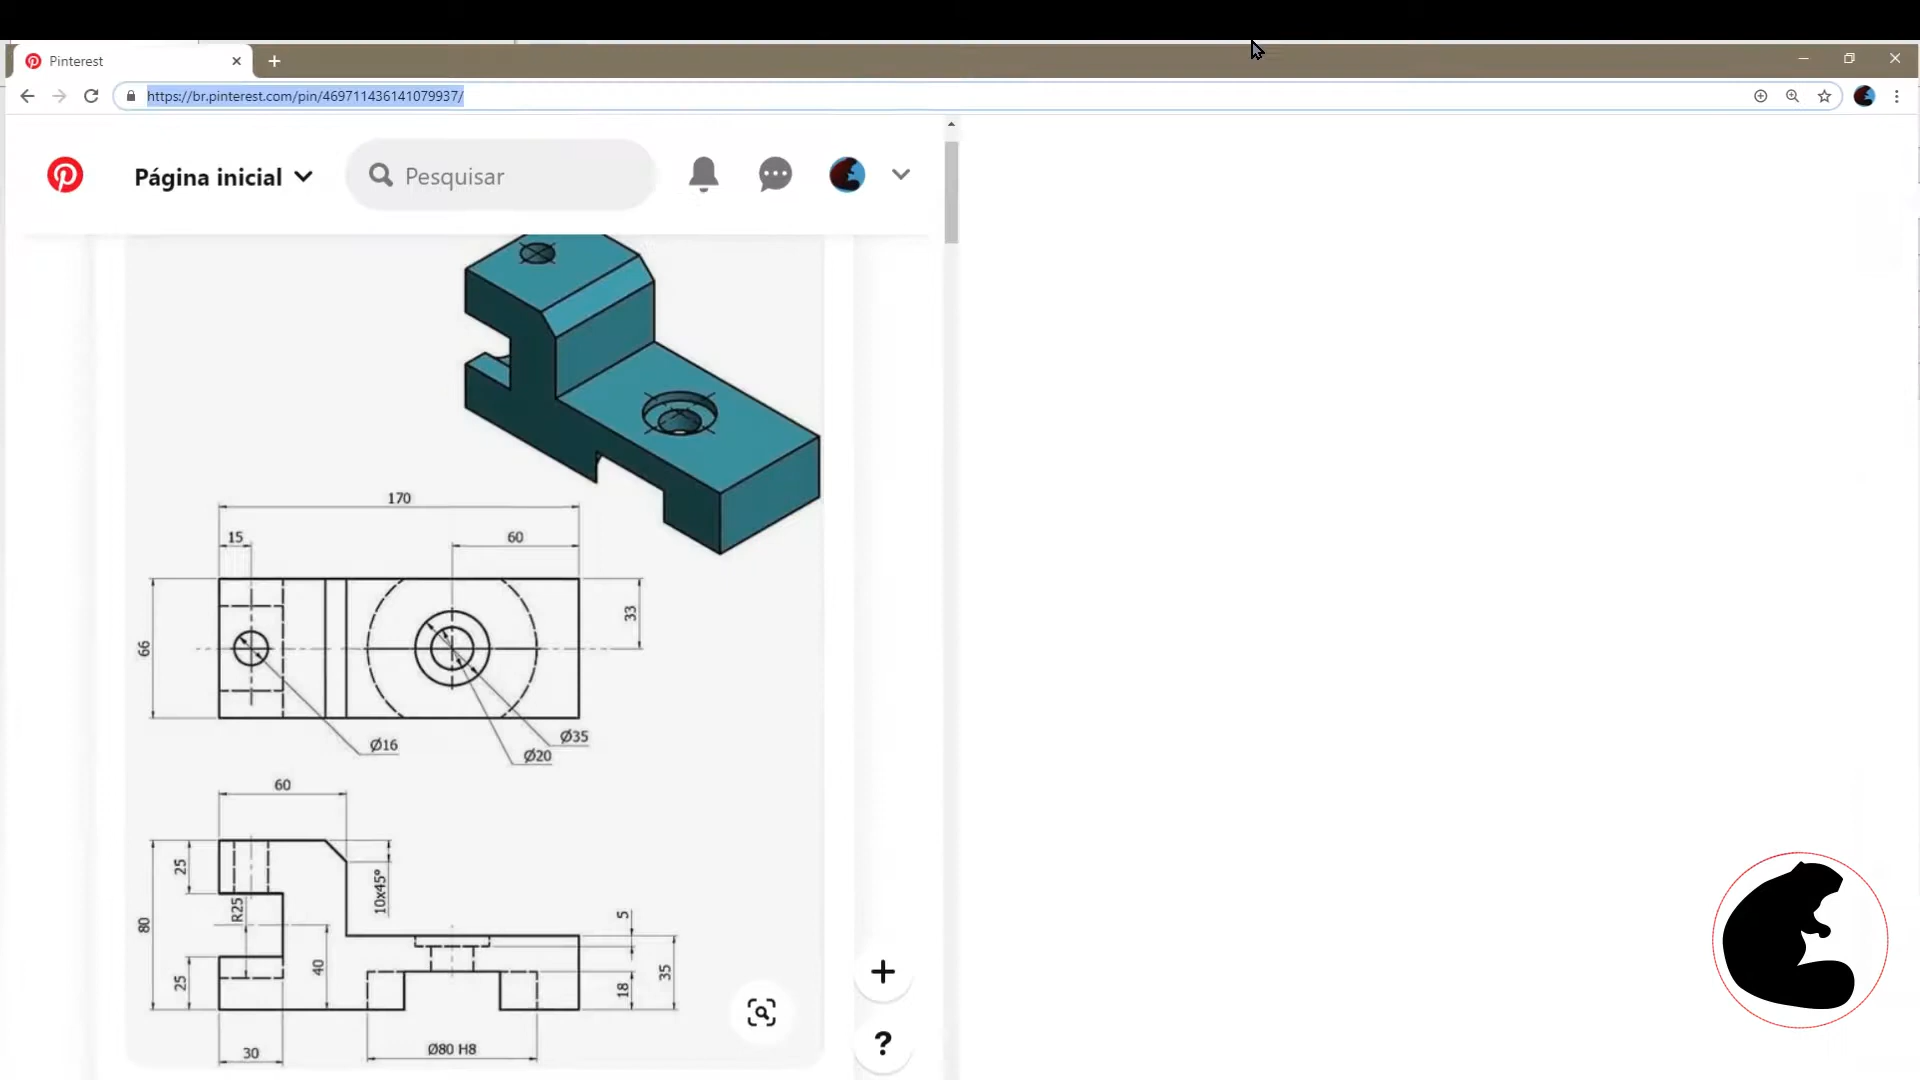 Pinterest
https://br.pinterest.com/pin/469711436141079937/
Página inicial
Pesquisar
170
15
60
33
66
Ø16
Ø35
Ø20
60
25
R25
10x45°
80
40
5
35
25
18
30
Ø80 H8
?